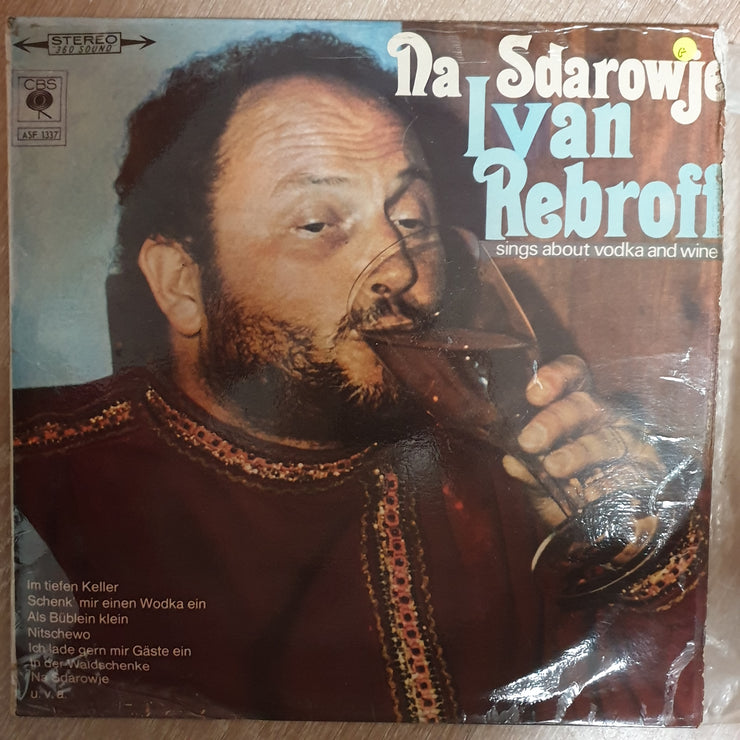 STEREO
360 SOUND
CBS
ASF 1337
G
Na Sdarowje
Ivan
Rebroff
sings about vodka and wine
Im tiefen Keller
Schenk' mir einen Wodka ein
Als Büblein klein
Nitschewo
Ich lade gern mir Gäste ein
In der Waldschenke
Na Sdarowje
u. v. a.